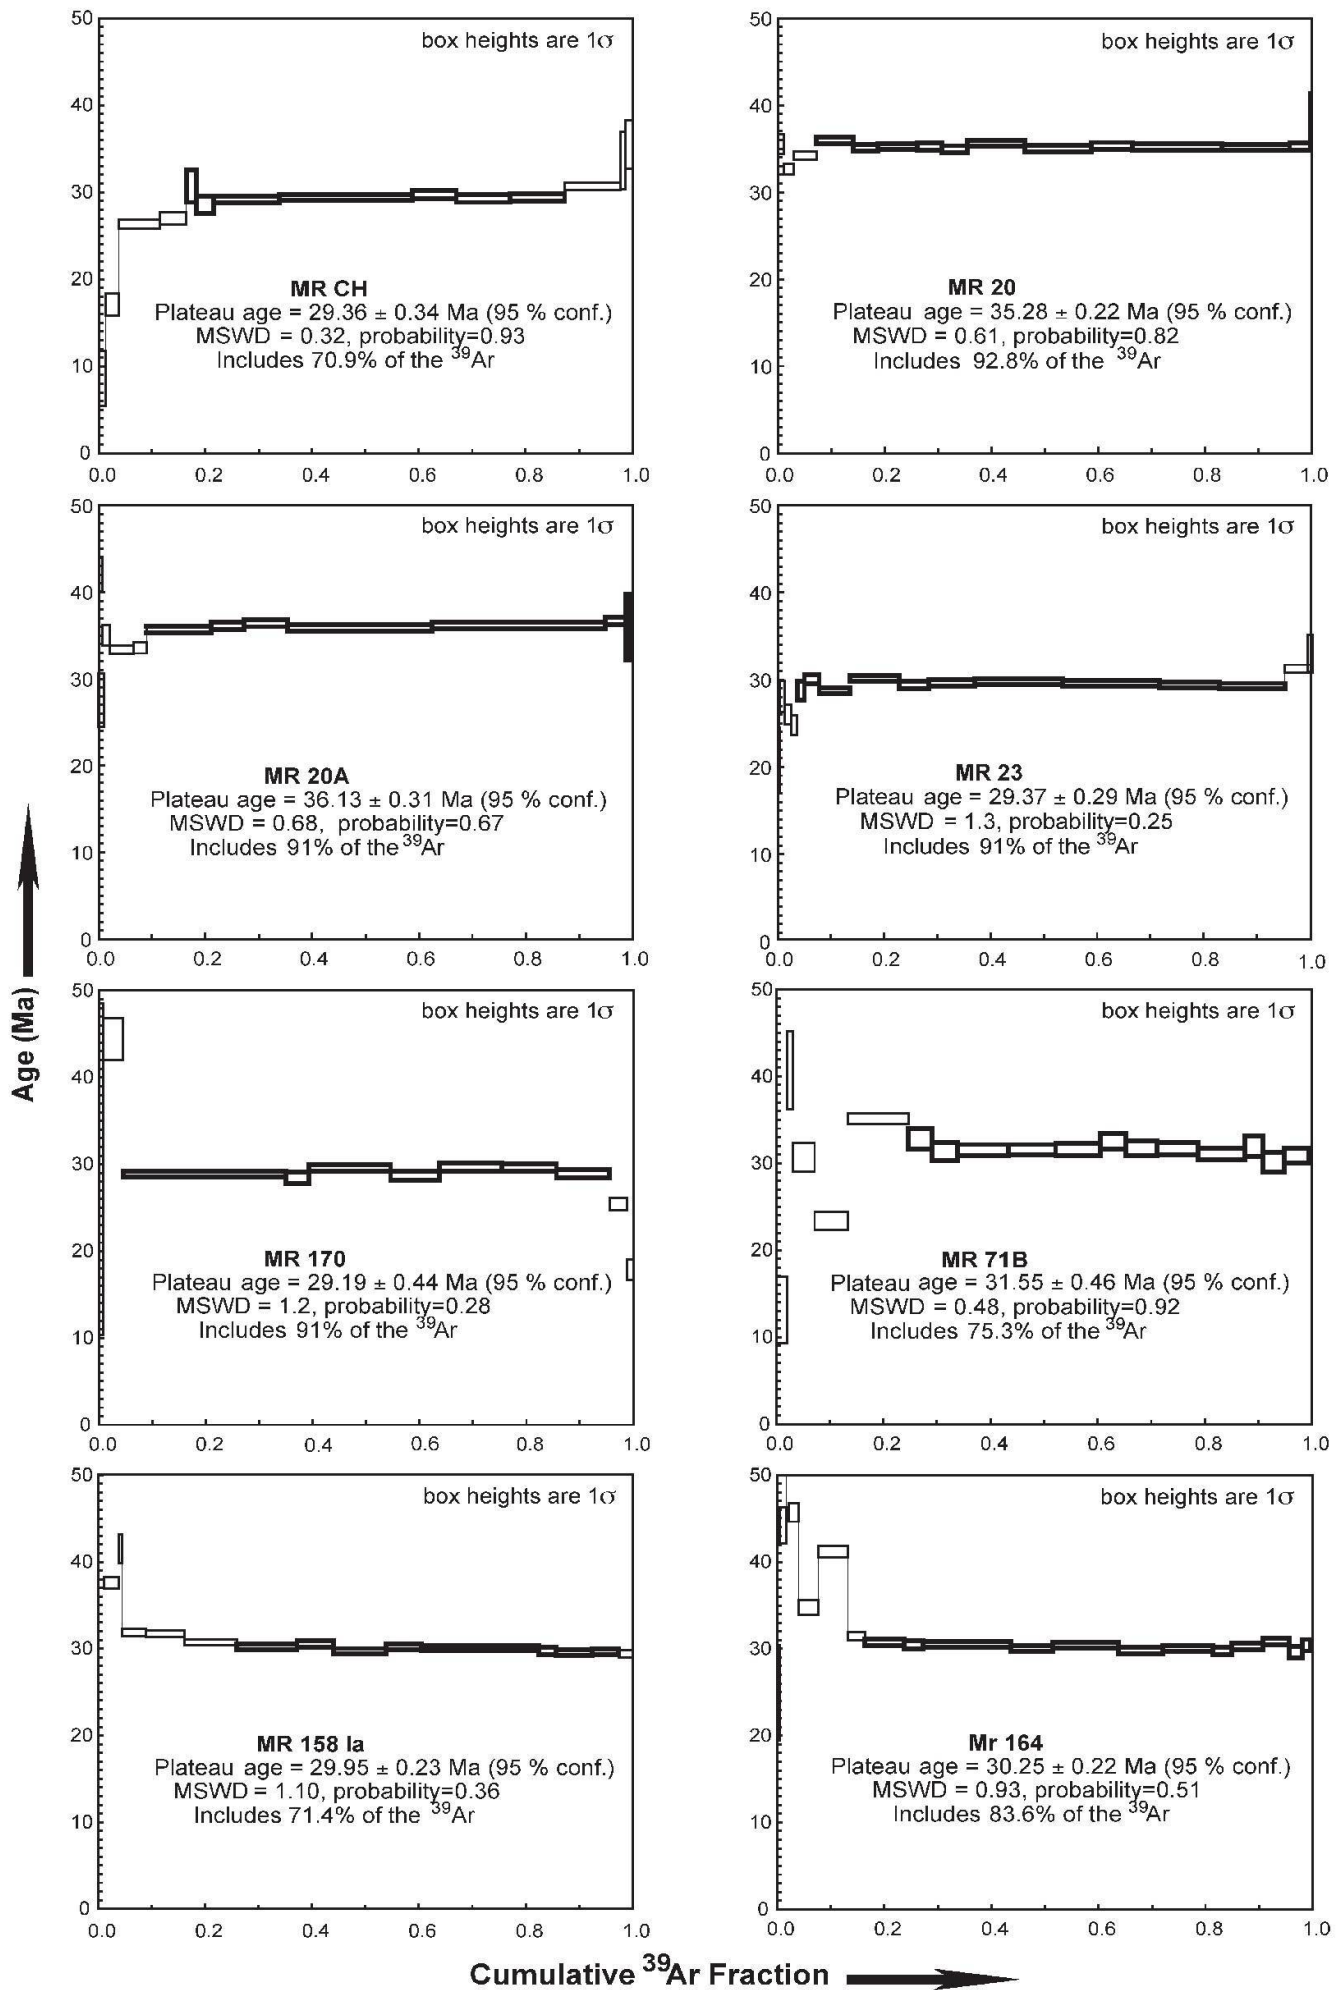 50
40
30
20
10
0
box heights are 1σ
MR CH
Plateau age = 29.36 ± 0.34 Ma (95 % conf.)
MSWD = 0.32, probability=0.93
Includes 70.9% of the ³⁹Ar
0.0 0.2 0.4 0.6 0.8 1.0
50
40
30
20
10
0
box heights are 1σ
MR 20
Plateau age = 35.28 ± 0.22 Ma (95 % conf.)
MSWD = 0.61, probability=0.82
Includes 92.8% of the ³⁹Ar
0.0 0.2 0.4 0.6 0.8 1.0
50
40
30
20
10
0
box heights are 1σ
MR 20A
Plateau age = 36.13 ± 0.31 Ma (95 % conf.)
MSWD = 0.68, probability=0.67
Includes 91% of the ³⁹Ar
0.0 0.2 0.4 0.6 0.8 1.0
50
40
30
20
10
0
box heights are 1σ
MR 23
Plateau age = 29.37 ± 0.29 Ma (95 % conf.)
MSWD = 1.3, probability=0.25
Includes 91% of the ³⁹Ar
0.0 0.2 0.4 0.6 0.8 1.0
50
40
30
20
10
0
box heights are 1σ
MR 170
Plateau age = 29.19 ± 0.44 Ma (95 % conf.)
MSWD = 1.2, probability=0.28
Includes 91% of the ³⁹Ar
0.0 0.2 0.4 0.6 0.8 1.0
50
40
30
20
10
0
box heights are 1σ
MR 71B
Plateau age = 31.55 ± 0.46 Ma (95 % conf.)
MSWD = 0.48, probability=0.92
Includes 75.3% of the ³⁹Ar
0.0 0.2 0.4 0.6 0.8 1.0
50
40
30
20
10
0
box heights are 1σ
MR 158 Ia
Plateau age = 29.95 ± 0.23 Ma (95 % conf.)
MSWD = 1.10, probability=0.36
Includes 71.4% of the ³⁹Ar
0.0 0.2 0.4 0.6 0.8 1.0
50
40
30
20
10
0
box heights are 1σ
Mr 164
Plateau age = 30.25 ± 0.22 Ma (95 % conf.)
MSWD = 0.93, probability=0.51
Includes 83.6% of the ³⁹Ar
0.0 0.2 0.4 0.6 0.8 1.0
Age (Ma)
Cumulative ³⁹Ar Fraction